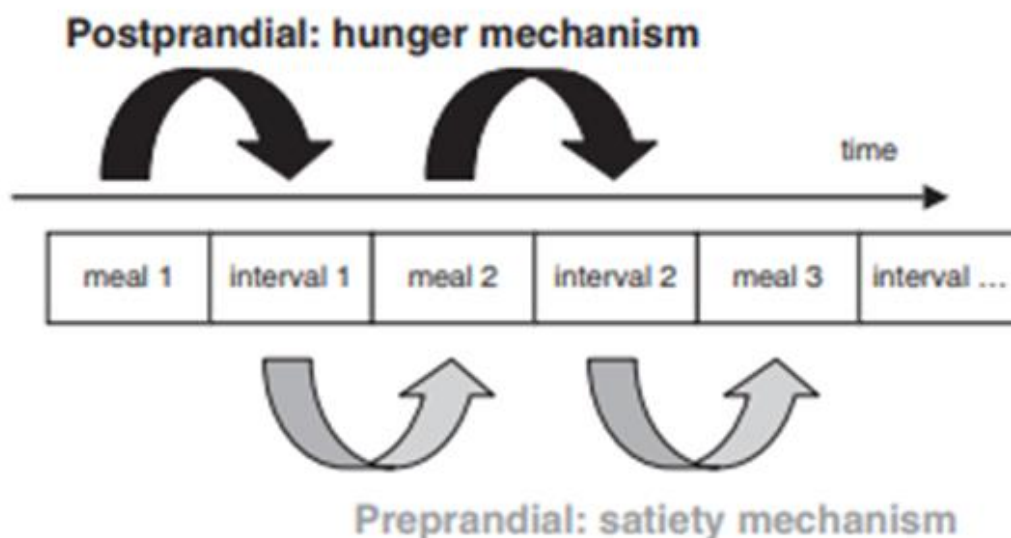 Postprandial: hunger mechanism
time
meal 1 interval 1 meal 2 interval 2 meal 3 interval ...
Preprandial: satiety mechanism